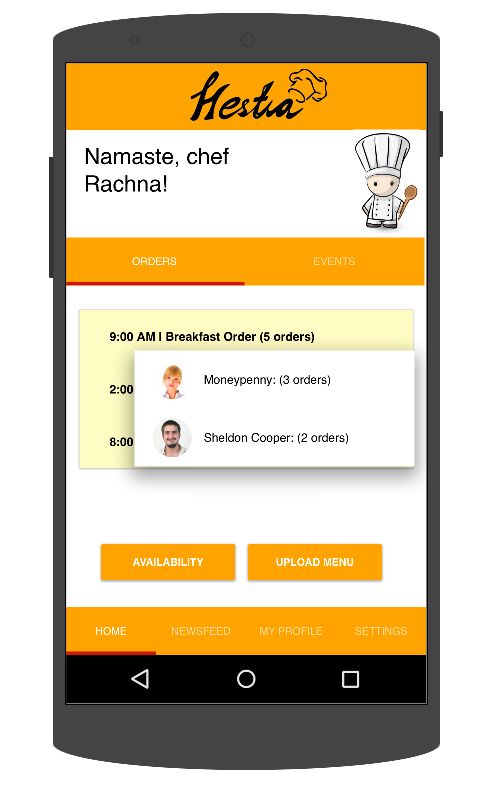 Hestia
Namaste, chef
Rachna!
ORDERS EVENTS
9:00 AM I Breakfast Order (5 orders)
2:00
Moneypenny: (3 orders)
8:00
Sheldon Cooper: (2 orders)
AVAILABILITY UPLOAD MENU
HOME NEWSFEED MY PROFILE SETTINGS